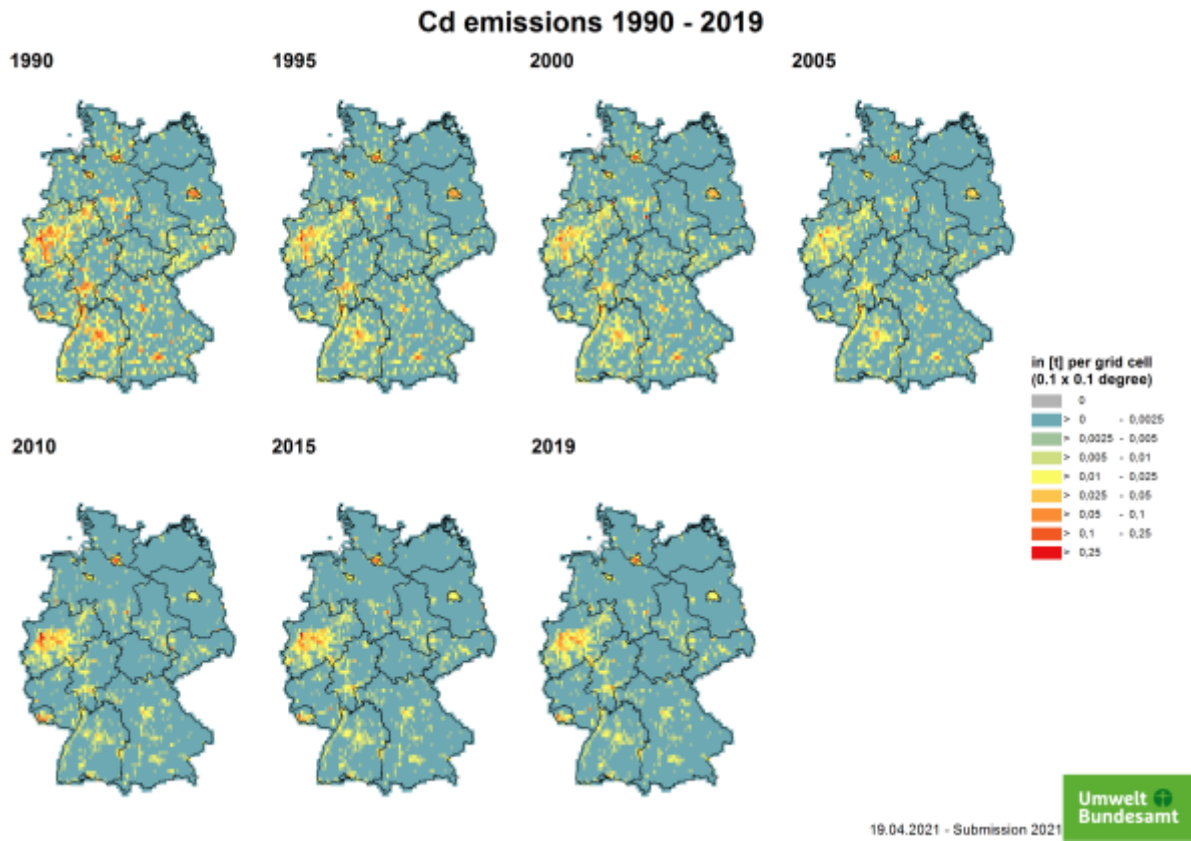 Cd emissions 1990 - 2019
1990
1995
2000
2005
in [t] per grid cell
(0.1 x 0.1 degree)
0
> 0 - 0,0025
> 0,0025 - 0,005
> 0,005 - 0,01
> 0,01 - 0,025
> 0,025 - 0,05
> 0,05 - 0,1
> 0,1 - 0,25
> 0,25
2010
2015
2019
19.04.2021 - Submission 2021
Umwelt
Bundesamt